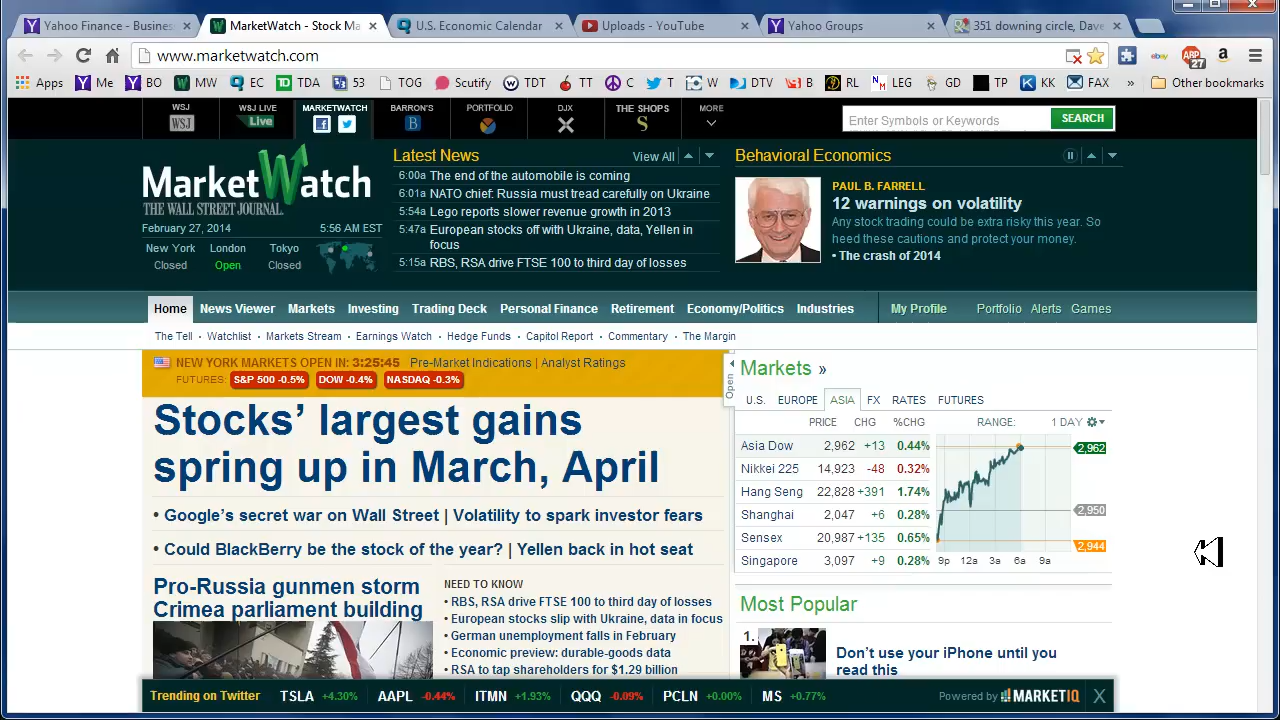 Yahoo Finance - Business
MarketWatch - Stock Ma
U.S. Economic Calendar
Uploads - YouTube
Yahoo Groups
351 downing circle, Dave
www.marketwatch.com
ebay
ABP
27
a
Apps
Me
BO
MW
EC
TD
TDA
53
TOG
Scutify
TDT
TT
C
T
W
DTV
B
RL
LEG
GD
TP
KK
FAX
»
Other bookmarks
WSJ
WSJ
WSJ LIVE
Live
MARKETWATCH
BARRON'S
B
PORTFOLIO
DJX
THE SHOPS
S
MORE
Enter Symbols or Keywords
SEARCH
MarketWatch
THE WALL STREET JOURNAL.
February 27, 2014
5:56 AM EST
New York
Closed
London
Open
Tokyo
Closed
Latest News
View All
6:00a The end of the automobile is coming
6:01a NATO chief: Russia must tread carefully on Ukraine
5:54a Lego reports slower revenue growth in 2013
5:47a European stocks off with Ukraine, data, Yellen in
focus
5:15a RBS, RSA drive FTSE 100 to third day of losses
Behavioral Economics
PAUL B. FARRELL
12 warnings on volatility
Any stock trading could be extra risky this year. So
heed these cautions and protect your money.
• The crash of 2014
Home
News Viewer
Markets
Investing
Trading Deck
Personal Finance
Retirement
Economy/Politics
Industries
My Profile
Portfolio
Alerts
Games
The Tell • Watchlist • Markets Stream • Earnings Watch • Hedge Funds • Capitol Report • Commentary • The Margin
NEW YORK MARKETS OPEN IN: 3:25:45 Pre-Market Indications | Analyst Ratings
FUTURES: S&P 500 -0.5% DOW -0.4% NASDAQ -0.3%
Stocks’ largest gains
spring up in March, April
• Google’s secret war on Wall Street | Volatility to spark investor fears
• Could BlackBerry be the stock of the year? | Yellen back in hot seat
Pro-Russia gunmen storm
Crimea parliament building
NEED TO KNOW
• RBS, RSA drive FTSE 100 to third day of losses
• European stocks slip with Ukraine, data in focus
• German unemployment falls in February
• Economic preview: durable-goods data
• RSA to tap shareholders for $1.29 billion
Open
Markets »
U.S. EUROPE ASIA FX RATES FUTURES
PRICE CHG %CHG RANGE: 1 DAY
Asia Dow 2,962 +13 0.44%
Nikkei 225 14,923 -48 0.32%
Hang Seng 22,828 +391 1.74%
Shanghai 2,047 +6 0.28%
Sensex 20,987 +135 0.65%
Singapore 3,097 +9 0.28%
2,962
2,950
2,944
9p 12a 3a 6a 9a
Most Popular
1.
Don’t use your iPhone until you
read this
Trending on Twitter TSLA +4.30% AAPL -0.44% ITMN +1.93% QQQ -0.09% PCLN +0.00% MS +0.77% Powered by MARKETIQ X